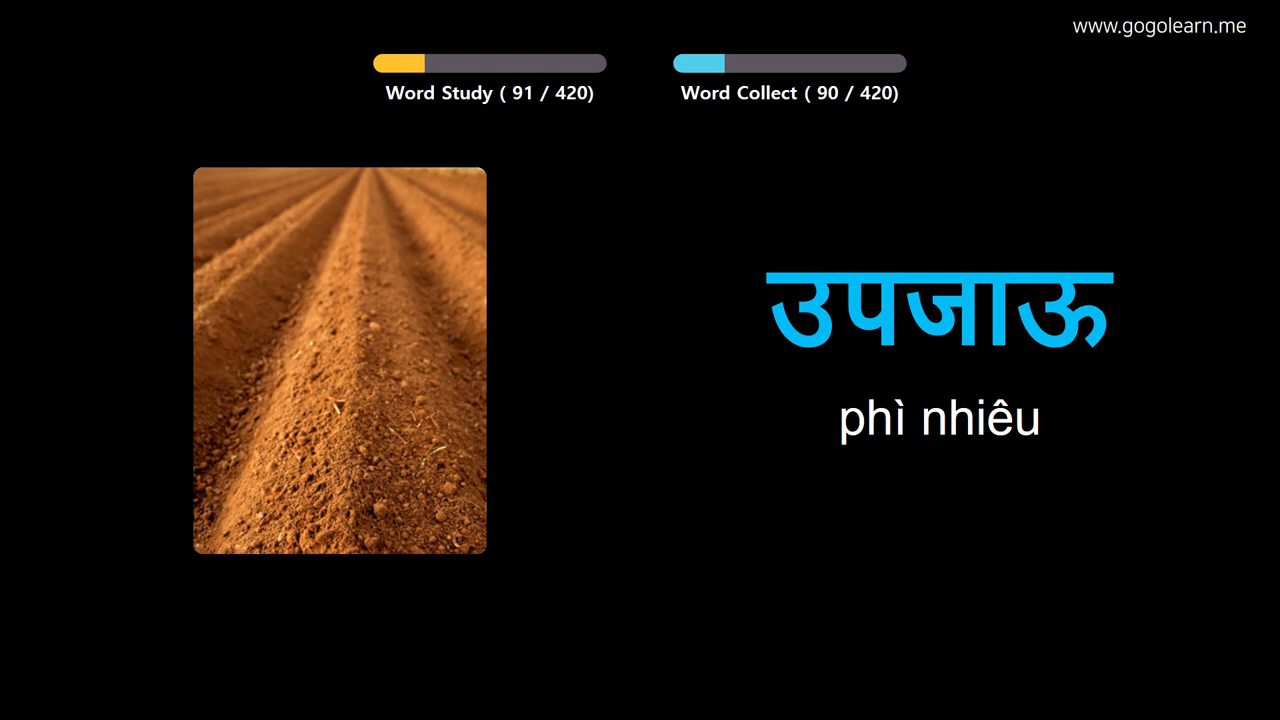 www.gogolearn.me
Word Study ( 91 / 420)
Word Collect ( 90 / 420)
उपजाऊ
phì nhiêu